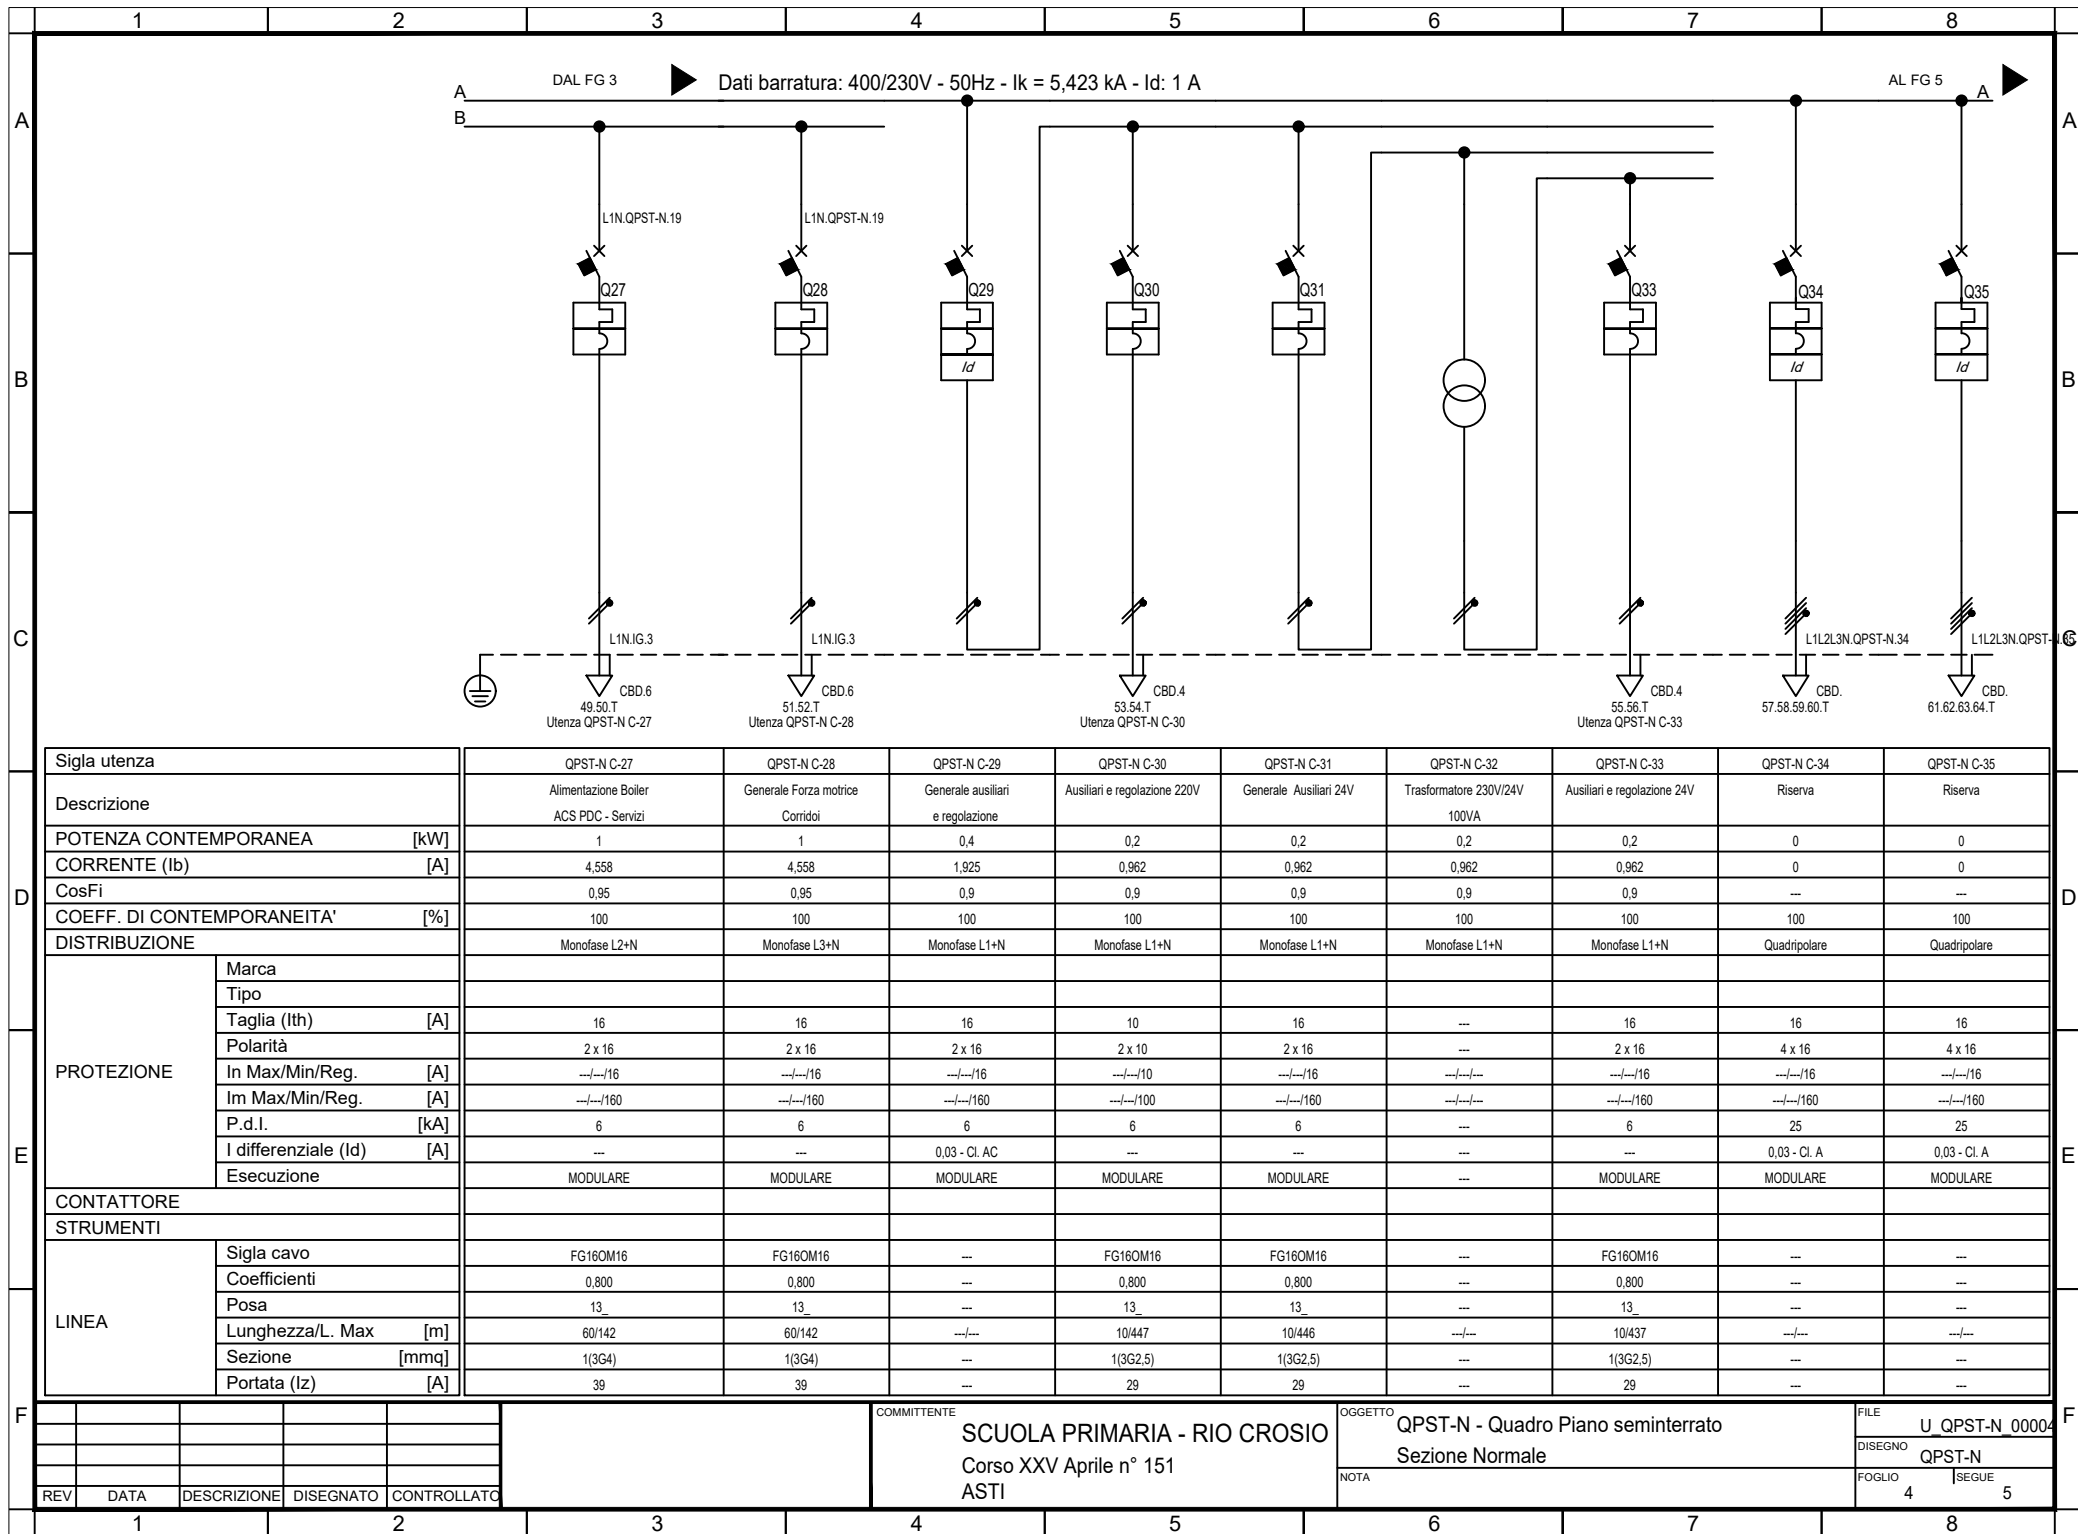 1 2 3 4 5 6 7 8
DAL FG 3 Dati barratura: 400/230V - 50Hz - Ik = 5,423 kA - Id: 1 A AL FG 5
A A
B
A A
L1N.QPST-N.19 L1N.QPST-N.19
Q27 Q28 Q29 Q30 Q31 Q33 Q34 Q35
Id Id Id
B B
C L1N.IG.3 L1N.IG.3 L1L2L3N.QPST-N.34 L1L2L3N.QPST-N.35 C
CBD.6 CBD.6 CBD.4 CBD.4 CBD. CBD.
49.50.T 51.52.T 53.54.T 55.56.T 57.58.59.60.T 61.62.63.64.T
Utenza QPST-N C-27 Utenza QPST-N C-28 Utenza QPST-N C-30 Utenza QPST-N C-33
Sigla utenza QPST-N C-27 QPST-N C-28 QPST-N C-29 QPST-N C-30 QPST-N C-31 QPST-N C-32 QPST-N C-33 QPST-N C-34 QPST-N C-35
Descrizione Alimentazione Boiler Generale Forza motrice Generale ausiliari Ausiliari e regolazione 220V Generale Ausiliari 24V Trasformatore 230V/24V Ausiliari e regolazione 24V Riserva Riserva
ACS PDC - Servizi Corridoi e regolazione 100VA
POTENZA CONTEMPORANEA [kW] 1 1 0,4 0,2 0,2 0,2 0,2 0 0
CORRENTE (Ib) [A] 4,558 4,558 1,925 0,962 0,962 0,962 0,962 0 0
D CosFi 0,95 0,95 0,9 0,9 0,9 0,9 0,9 --- --- D
COEFF. DI CONTEMPORANEITA' [%] 100 100 100 100 100 100 100 100 100
DISTRIBUZIONE Monofase L2+N Monofase L3+N Monofase L1+N Monofase L1+N Monofase L1+N Monofase L1+N Monofase L1+N Quadripolare Quadripolare
Marca
Tipo
Taglia (Ith) [A] 16 16 16 10 16 --- 16 16 16
Polarità 2 x 16 2 x 16 2 x 16 2 x 10 2 x 16 --- 2 x 16 4 x 16 4 x 16
PROTEZIONE In Max/Min/Reg. [A] ---/---/16 ---/---/16 ---/---/16 ---/---/10 ---/---/16 ---/---/--- ---/---/16 ---/---/16 ---/---/16
Im Max/Min/Reg. [A] ---/---/160 ---/---/160 ---/---/160 ---/---/100 ---/---/160 ---/---/--- ---/---/160 ---/---/160 ---/---/160
P.d.I. [kA] 6 6 6 6 6 --- 6 25 25
E I differenziale (Id) [A] --- --- 0,03 - Cl. AC --- --- --- --- 0,03 - Cl. A 0,03 - Cl. A E
Esecuzione MODULARE MODULARE MODULARE MODULARE MODULARE --- MODULARE MODULARE MODULARE
CONTATTORE
STRUMENTI
Sigla cavo FG16OM16 FG16OM16 --- FG16OM16 FG16OM16 --- FG16OM16 --- ---
Coefficienti 0,800 0,800 --- 0,800 0,800 --- 0,800 --- ---
Posa 13_ 13_ --- 13_ 13_ --- 13_ --- ---
LINEA Lunghezza/L. Max [m] 60/142 60/142 ---/--- 10/447 10/446 ---/--- 10/437 ---/--- ---/---
Sezione [mmq] 1(3G4) 1(3G4) --- 1(3G2,5) 1(3G2,5) --- 1(3G2,5) --- ---
Portata (Iz) [A] 39 39 --- 29 29 --- 29 --- ---
F F
COMMITTENTE SCUOLA PRIMARIA - RIO CROSIO
Corso XXV Aprile n° 151
ASTI
OGGETTO QPST-N - Quadro Piano seminterrato
Sezione Normale
NOTA
FILE U_QPST-N_00004
DISEGNO QPST-N
FOGLIO 4 SEGUE 5
REV DATA DESCRIZIONE DISEGNATO CONTROLLATO
1 2 3 4 5 6 7 8